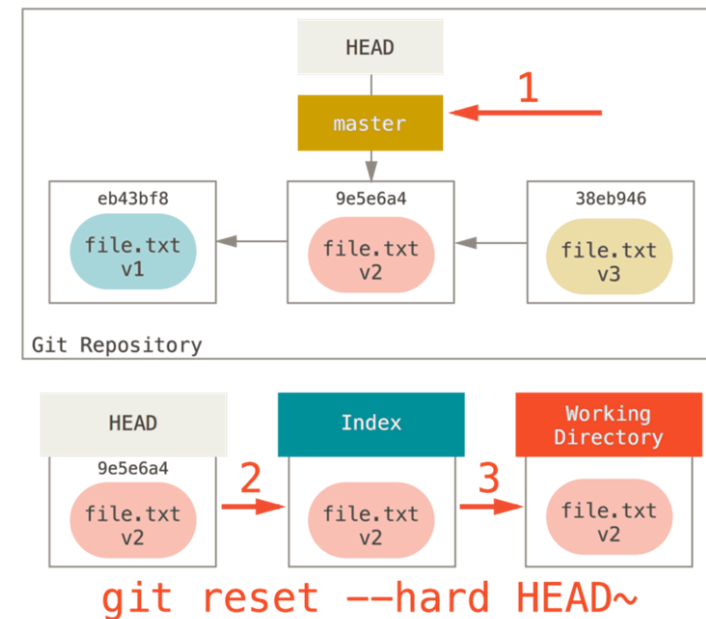 HEAD
1
master
eb43bf8
9e5e6a4
38eb946
file.txt
v1
file.txt
v2
file.txt
v3
Git Repository
HEAD
Index
Working
Directory
9e5e6a4
file.txt
v2
2
file.txt
v2
3
file.txt
v2
git reset --hard HEAD~